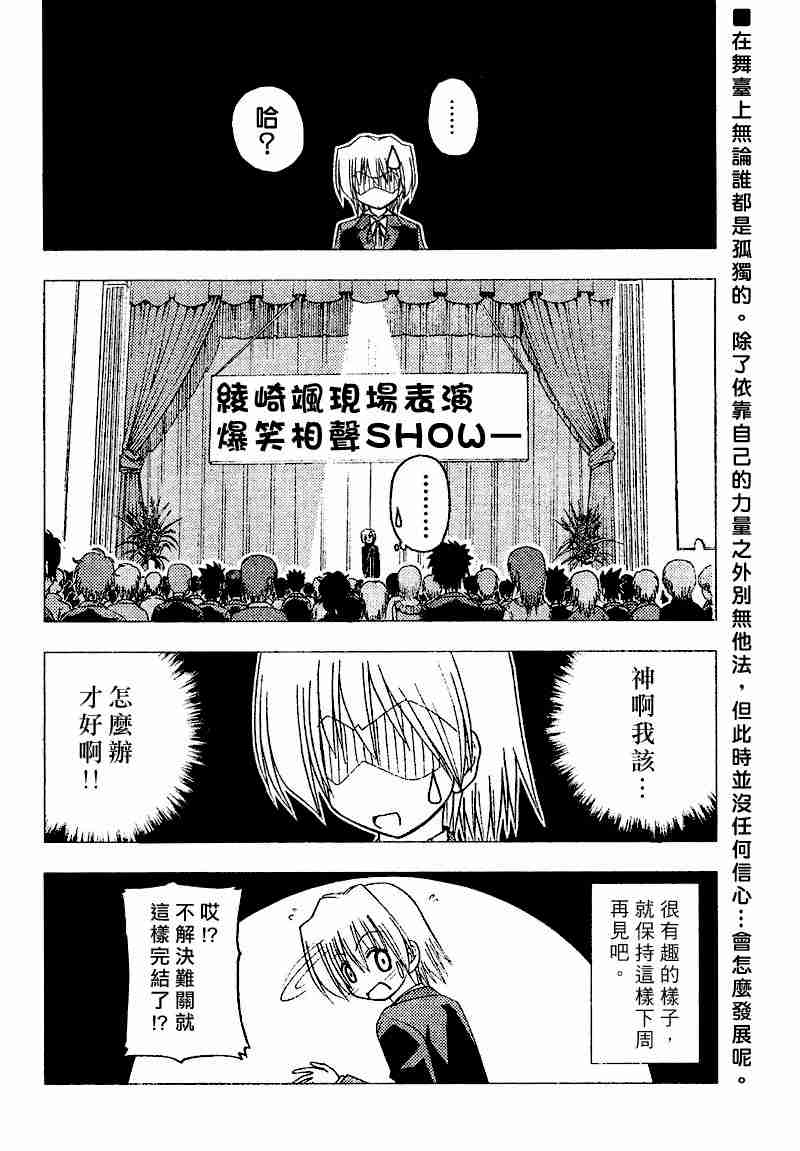 ■在舞臺上無論誰都是孤獨的。除了依靠自己的力量之外別無他法，但此時並沒任何信心…會怎麼發展呢。
……
哈？
綾崎颯現場表演
爆笑相聲SHOW—
………
神啊我該…
怎麼辦
才好啊!!
很有趣的樣子，
就保持這樣下周
再見吧。
哎!?
不解決難關就
這樣完結了!?